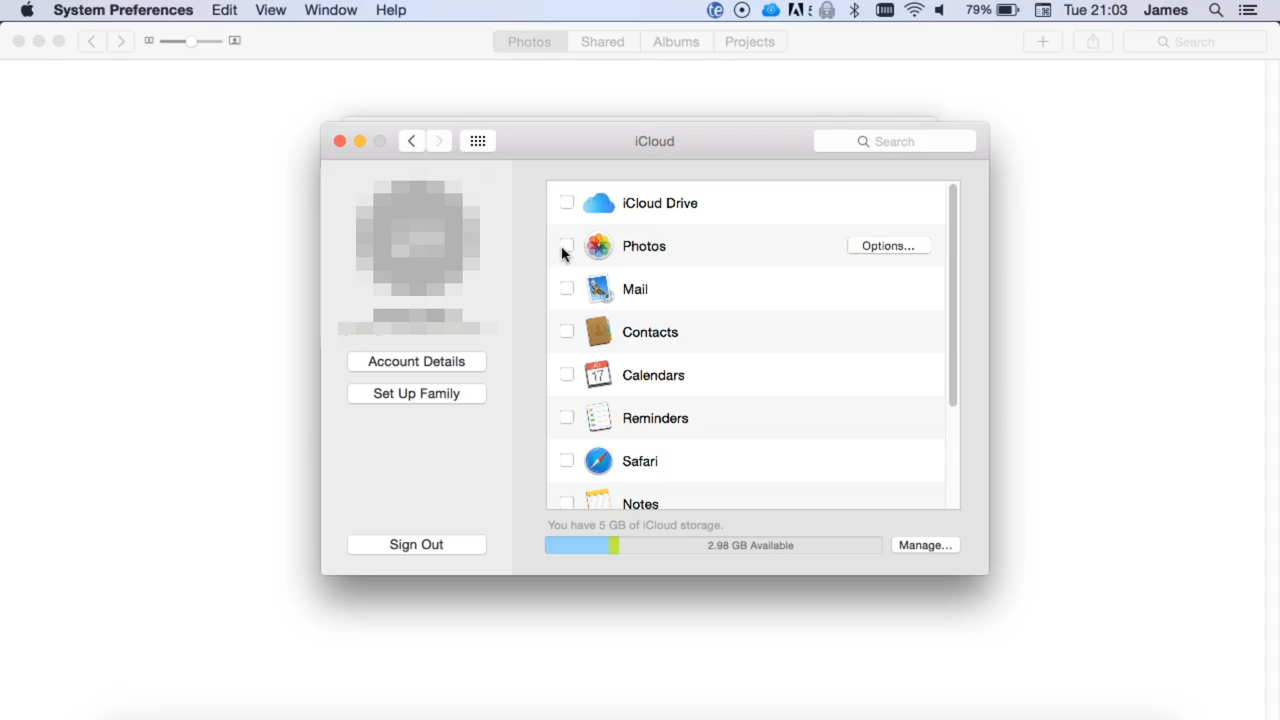 System Preferences Edit View Window Help 79% Tue 21:03 James
Photos Shared Albums Projects Search
iCloud Search
iCloud Drive
Photos Options...
Mail
Contacts
Account Details
17 Calendars
Set Up Family
Reminders
Safari
Notes
You have 5 GB of iCloud storage.
Sign Out 2.98 GB Available Manage...